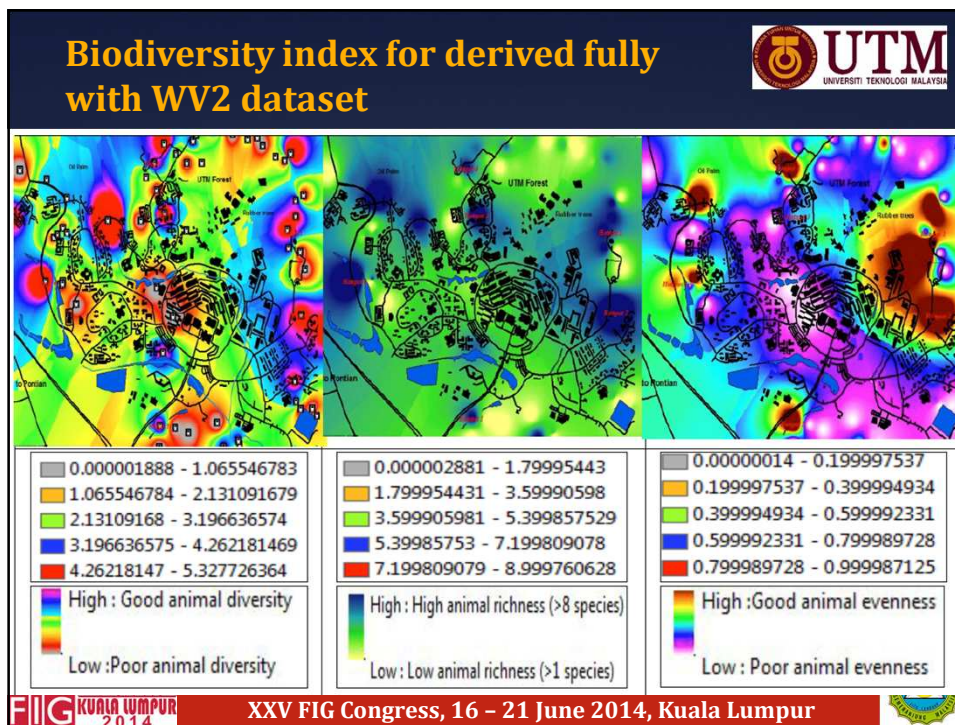 Biodiversity index for derived fully
with WV2 dataset
UTM
UNIVERSITI TEKNOLOGI MALAYSIA
Oil Palm
UTM Forest
Rubber trees
to Pontian
Oil Palm
UTM Forest
Rubber trees
to Pontian
Oil Palm
UTM Forest
Rubber trees
to Pontian
0.000001888 - 1.065546783
1.065546784 - 2.131091679
2.13109168 - 3.196636574
3.196636575 - 4.262181469
4.26218147 - 5.327726364
High : Good animal diversity
Low :Poor animal diversity
0.000002881 - 1.79995443
1.799954431 - 3.59990598
3.599905981 - 5.399857529
5.39985753 - 7.199809078
7.199809079 - 8.999760628
High : High animal richness (>8 species)
Low : Low animal richness (>1 species)
0.00000014 - 0.199997537
0.199997537 - 0.399994934
0.399994934 - 0.599992331
0.599992331 - 0.799989728
0.799989728 - 0.999987125
High :Good animal evenness
Low : Poor animal evenness
FIG KUALA LUMPUR
2014
XXV FIG Congress, 16 – 21 June 2014, Kuala Lumpur